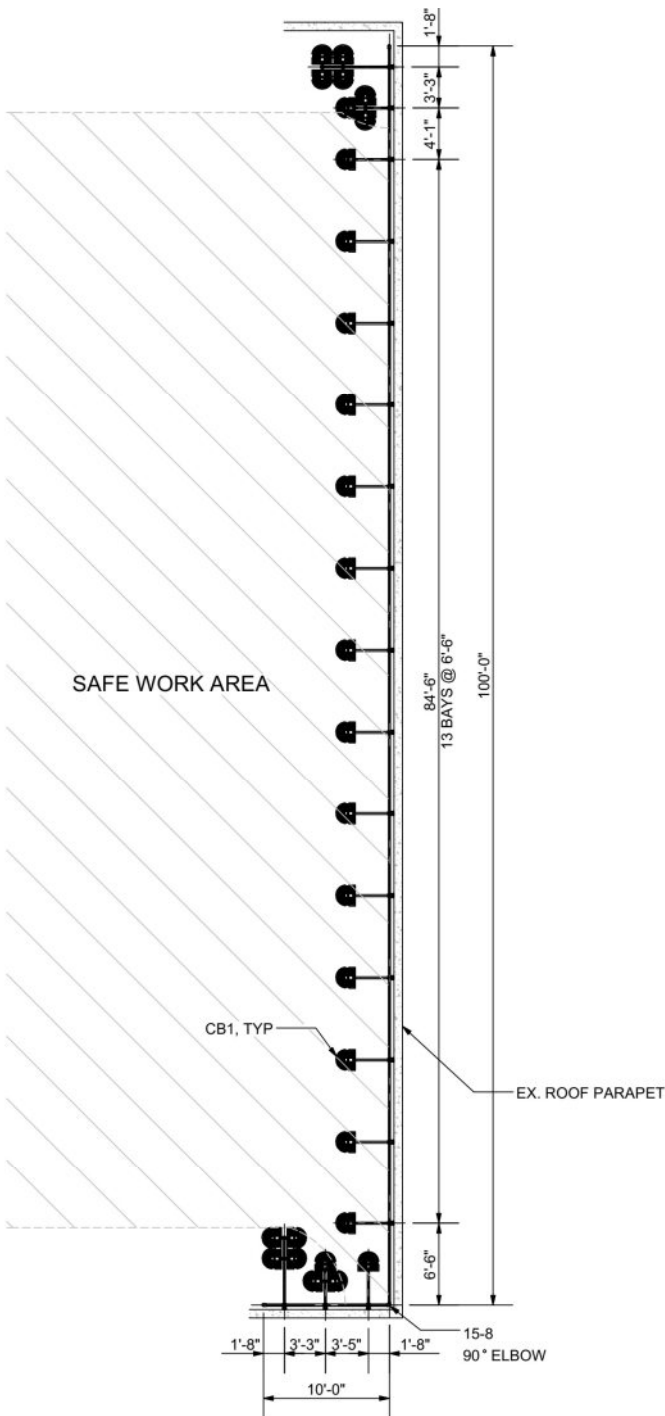 1'-8"
3'-3"
4'-1"
SAFE WORK AREA
84'-6"
13 BAYS @ 6'-6"
100'-0"
CB1, TYP
EX. ROOF PARAPET
6'-6"
1'-8"
3'-3"
3'-5"
1'-8"
15-8
90° ELBOW
10'-0"